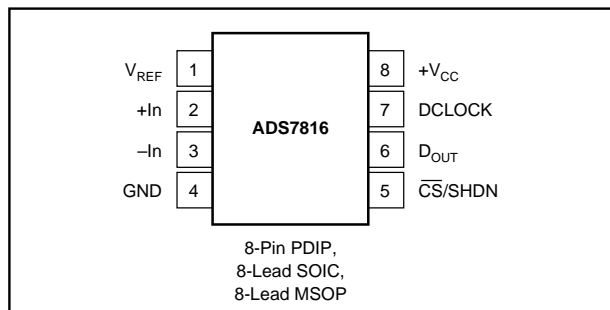 V_REF 1 8 +V_CC
+In 2 ADS7816 7 DCLOCK
–In 3 6 D_OUT
GND 4 5 C̅S̅/SHDN
8-Pin PDIP,
8-Lead SOIC,
8-Lead MSOP